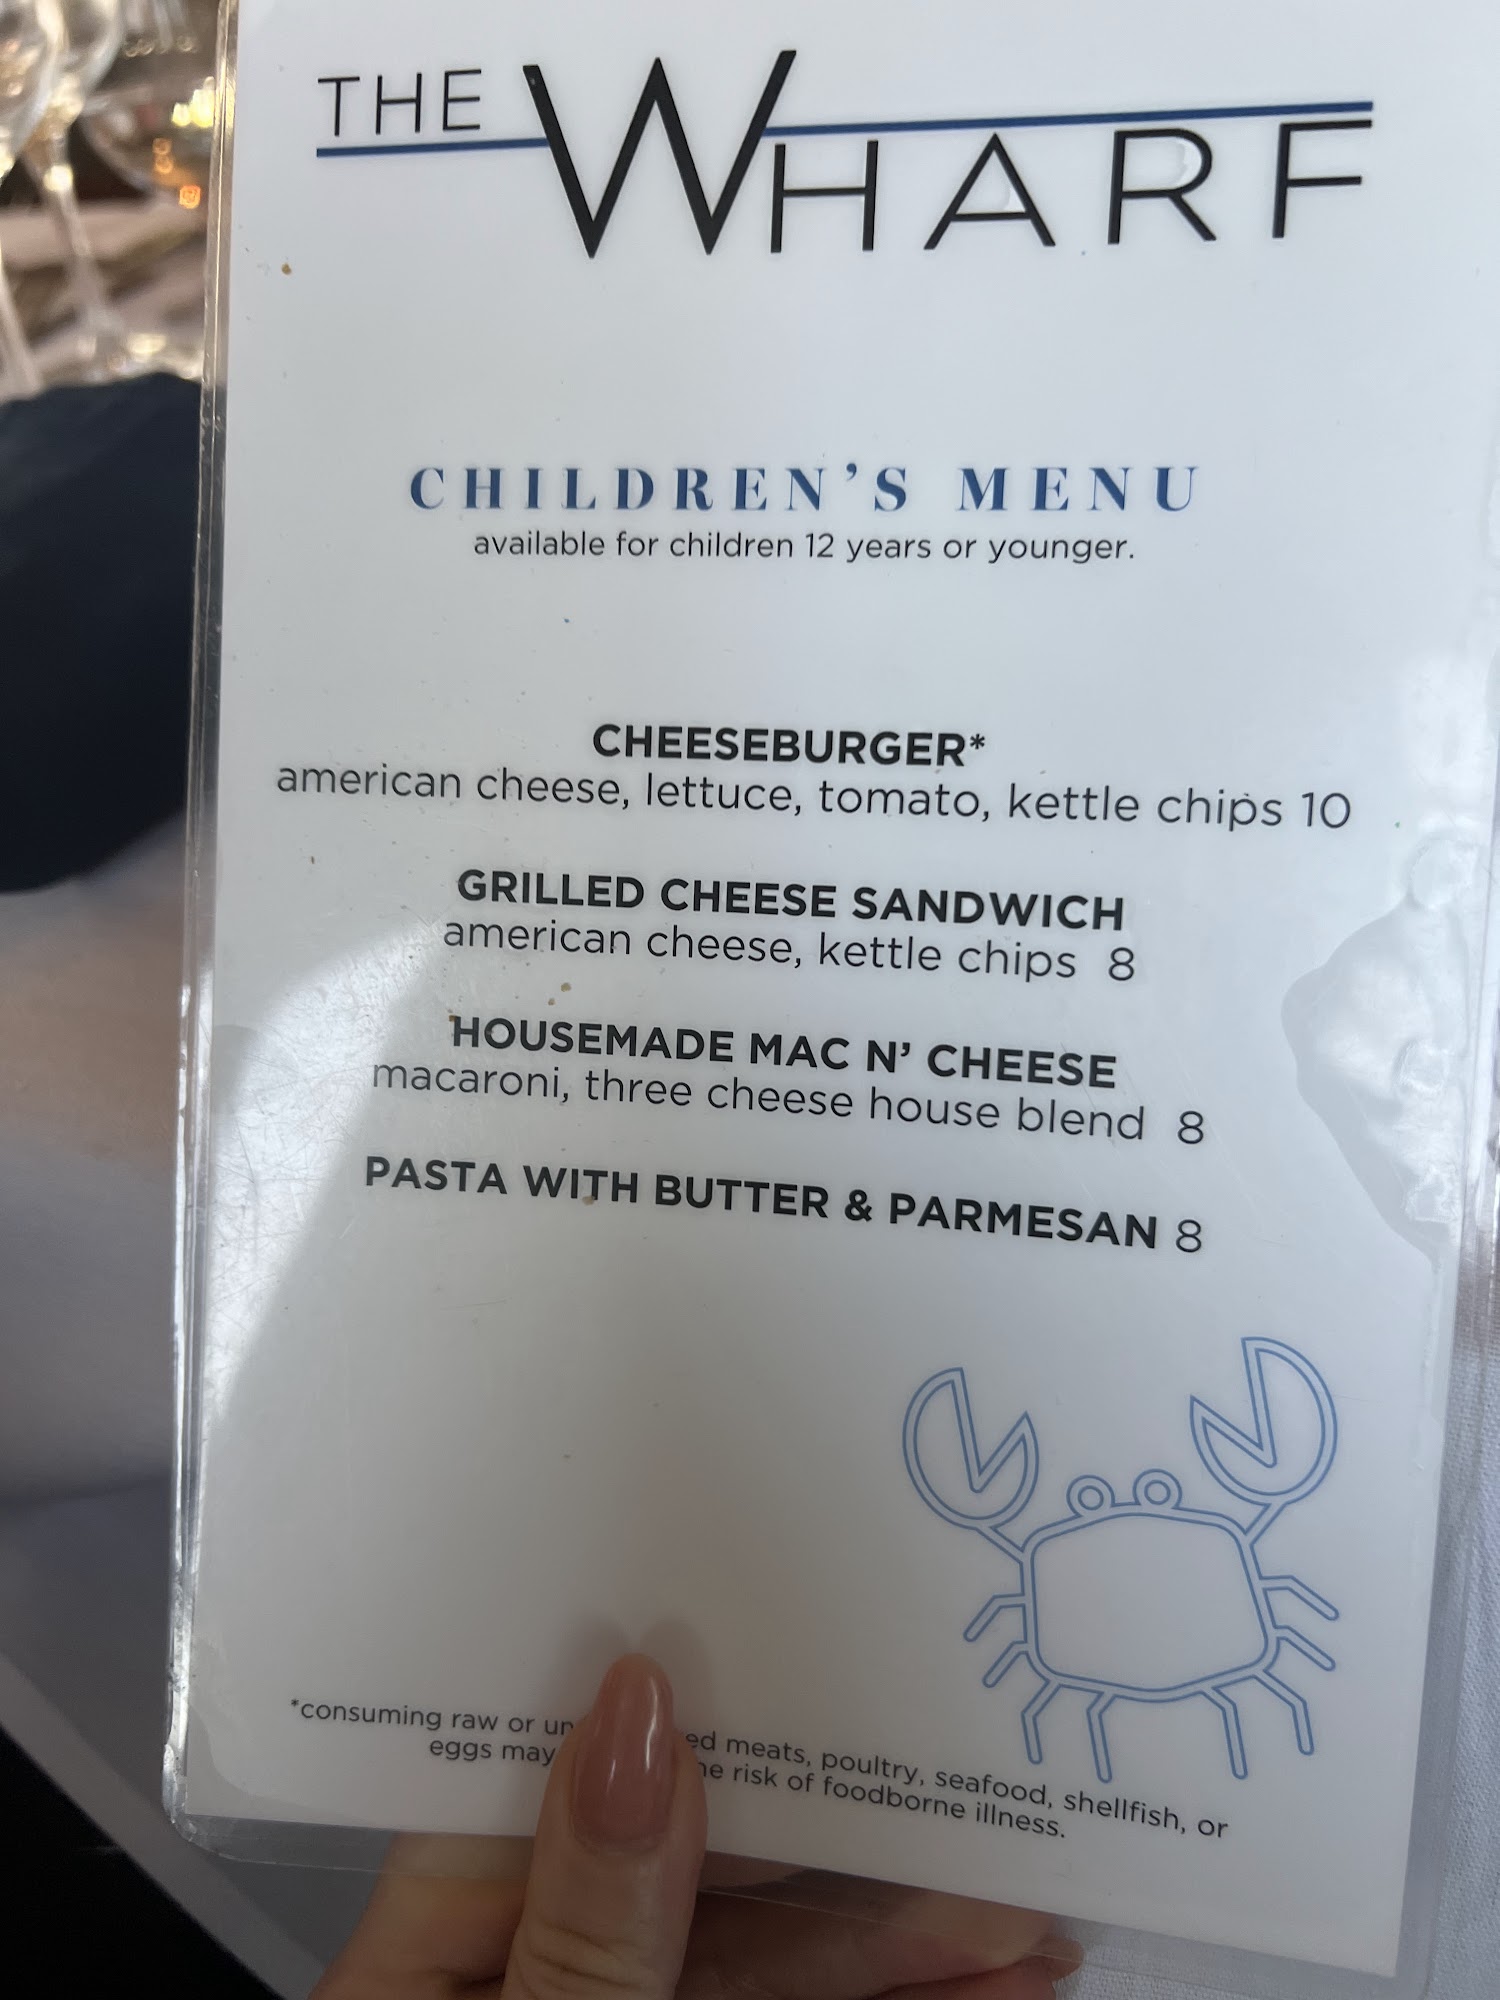 THE WHARF
CHILDREN'S MENU
available for children 12 years or younger.
CHEESEBURGER*
american cheese, lettuce, tomato, kettle chips 10
GRILLED CHEESE SANDWICH
american cheese, kettle chips 8
HOUSEMADE MAC N' CHEESE
macaroni, three cheese house blend 8
PASTA WITH BUTTER & PARMESAN 8
*consuming raw or meats, poultry, seafood, shellfish, or
eggs may risk of foodborne illness.